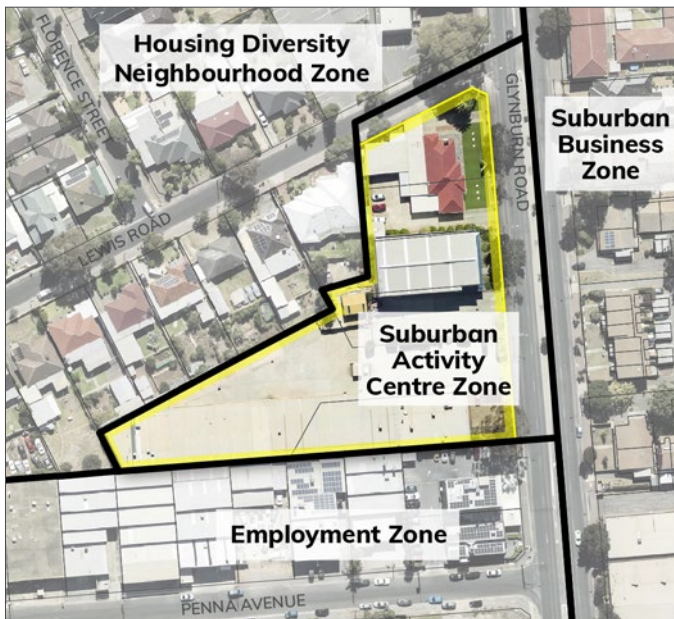 Housing Diversity
Neighbourhood Zone
FLORENCE STREET
GLYNBURN ROAD
Suburban
Business
Zone
LEWIS ROAD
Suburban
Activity
Centre Zone
Employment Zone
PENNA AVENUE